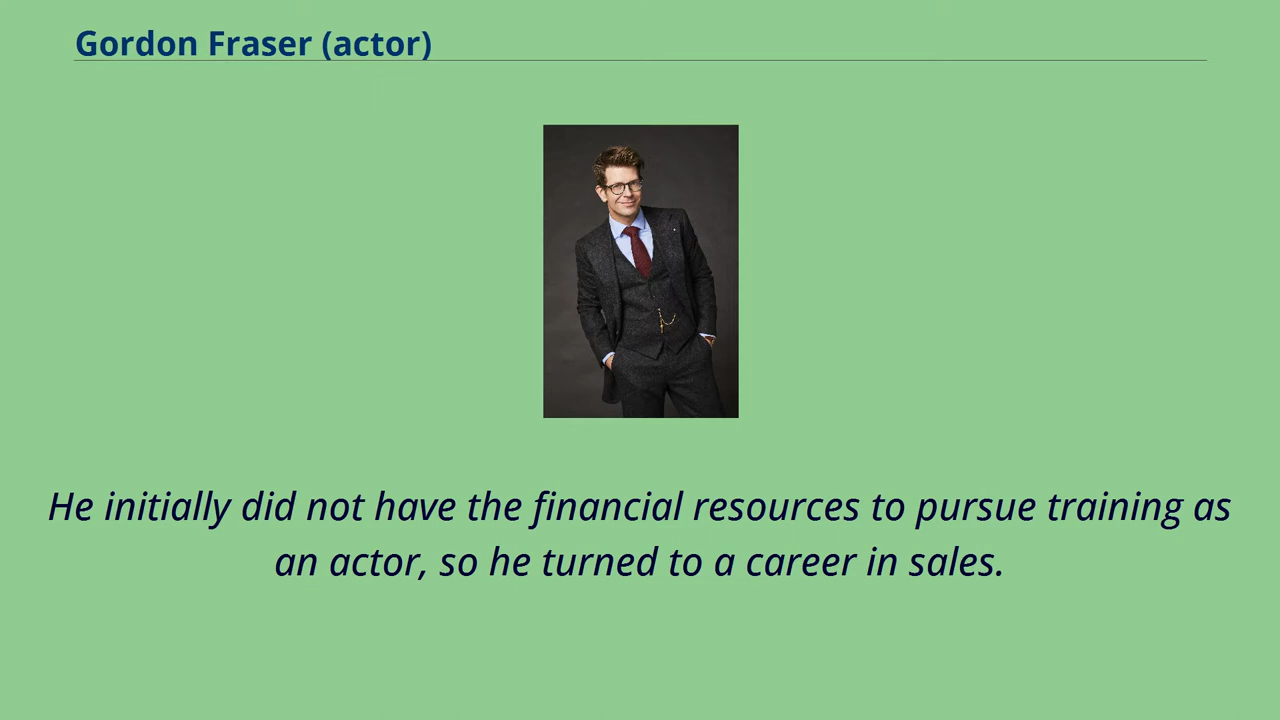 Gordon Fraser (actor)
He initially did not have the financial resources to pursue training as
an actor, so he turned to a career in sales.